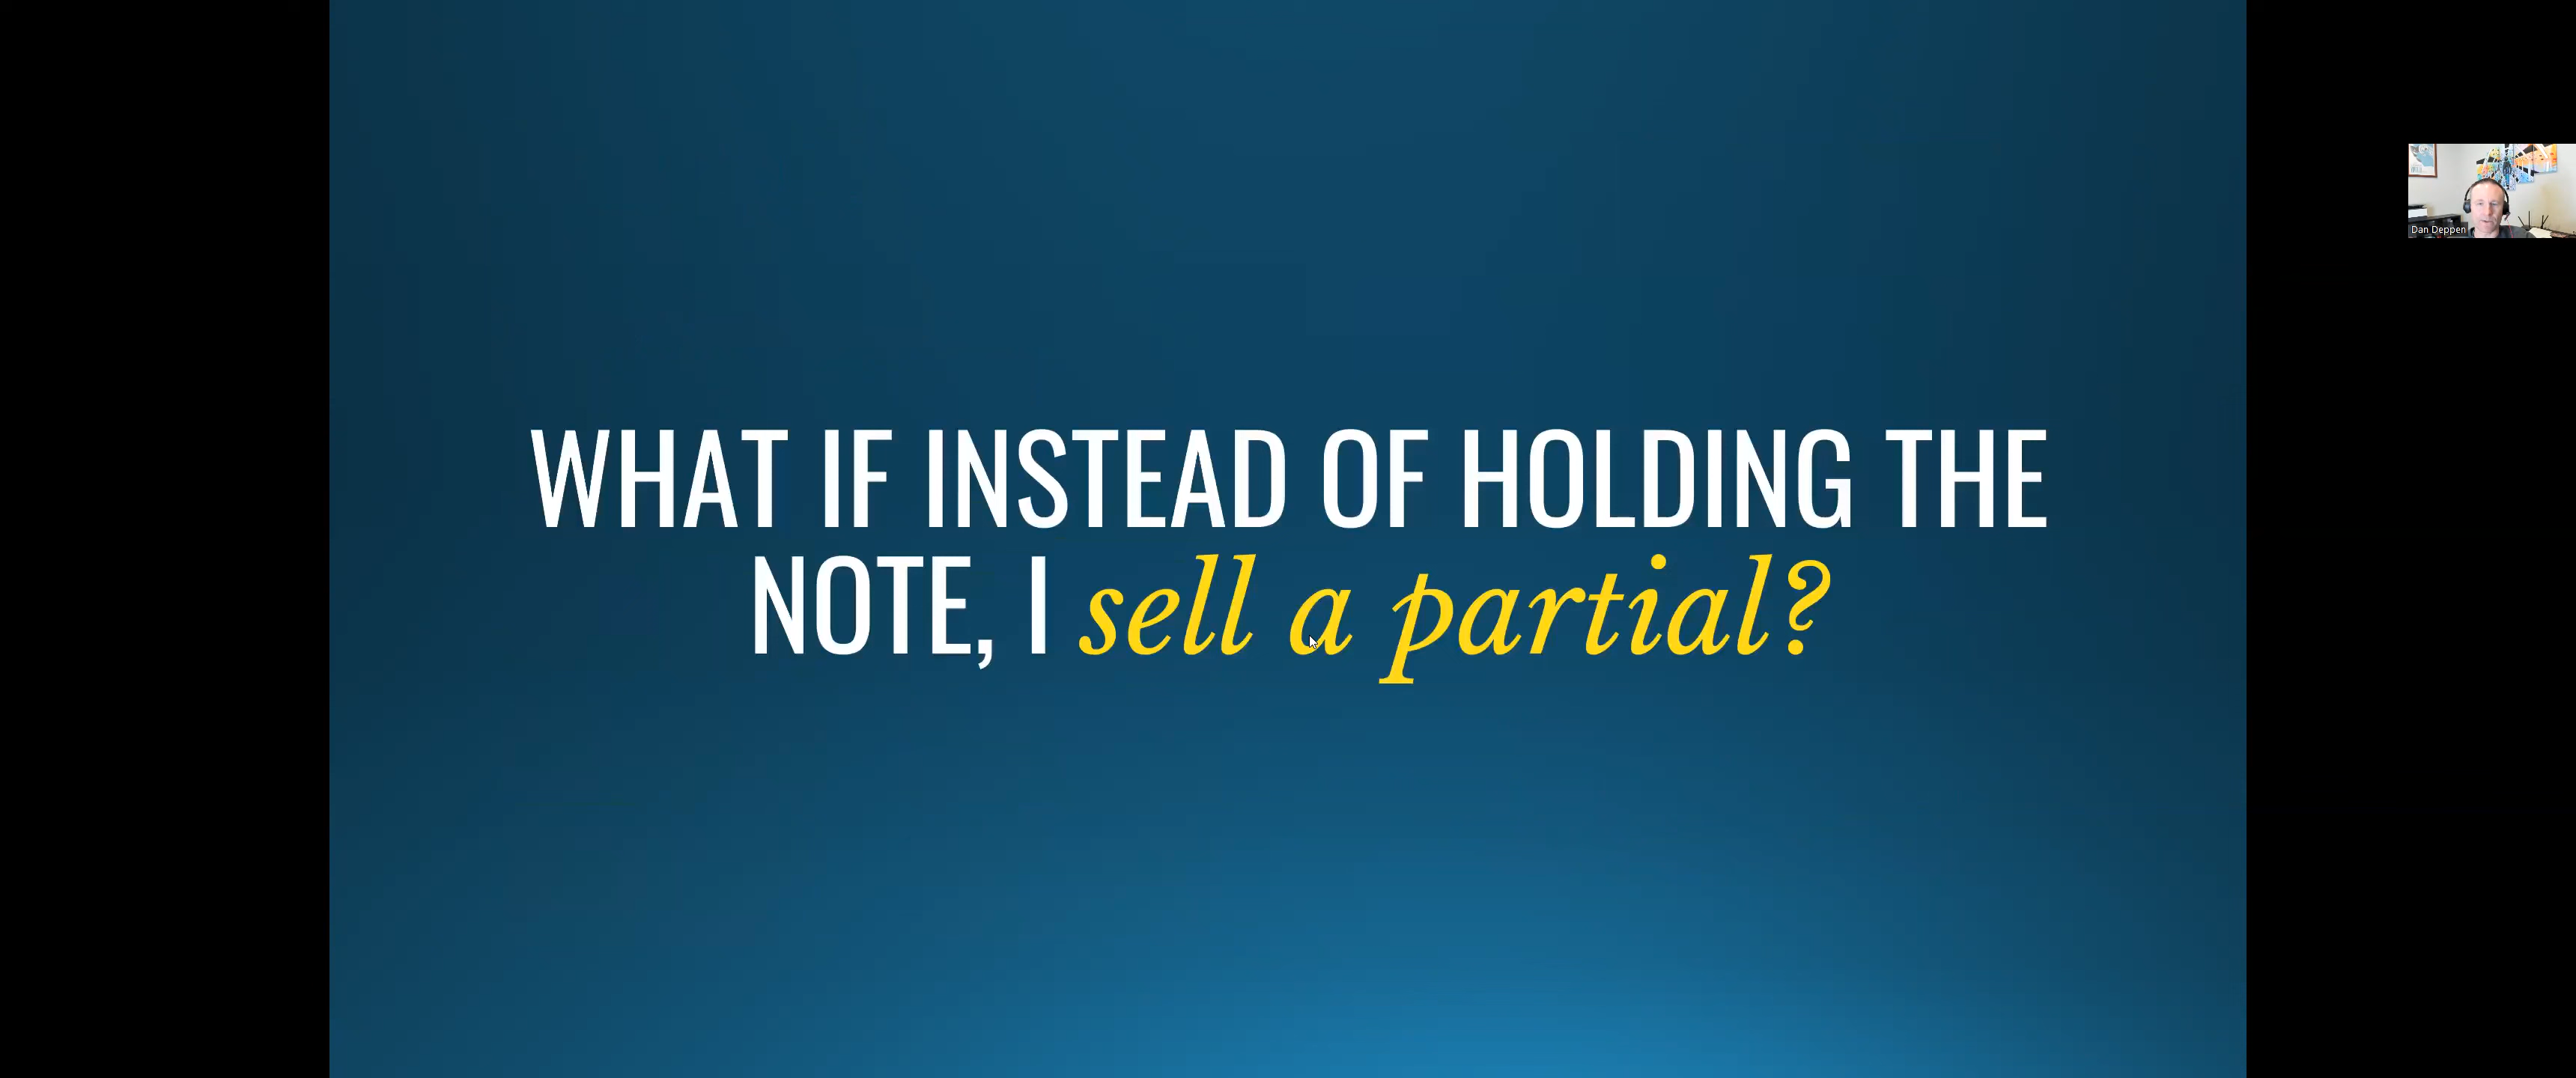 WHAT IF INSTEAD OF HOLDING THE
NOTE, I sell a partial?
Dan Deppen